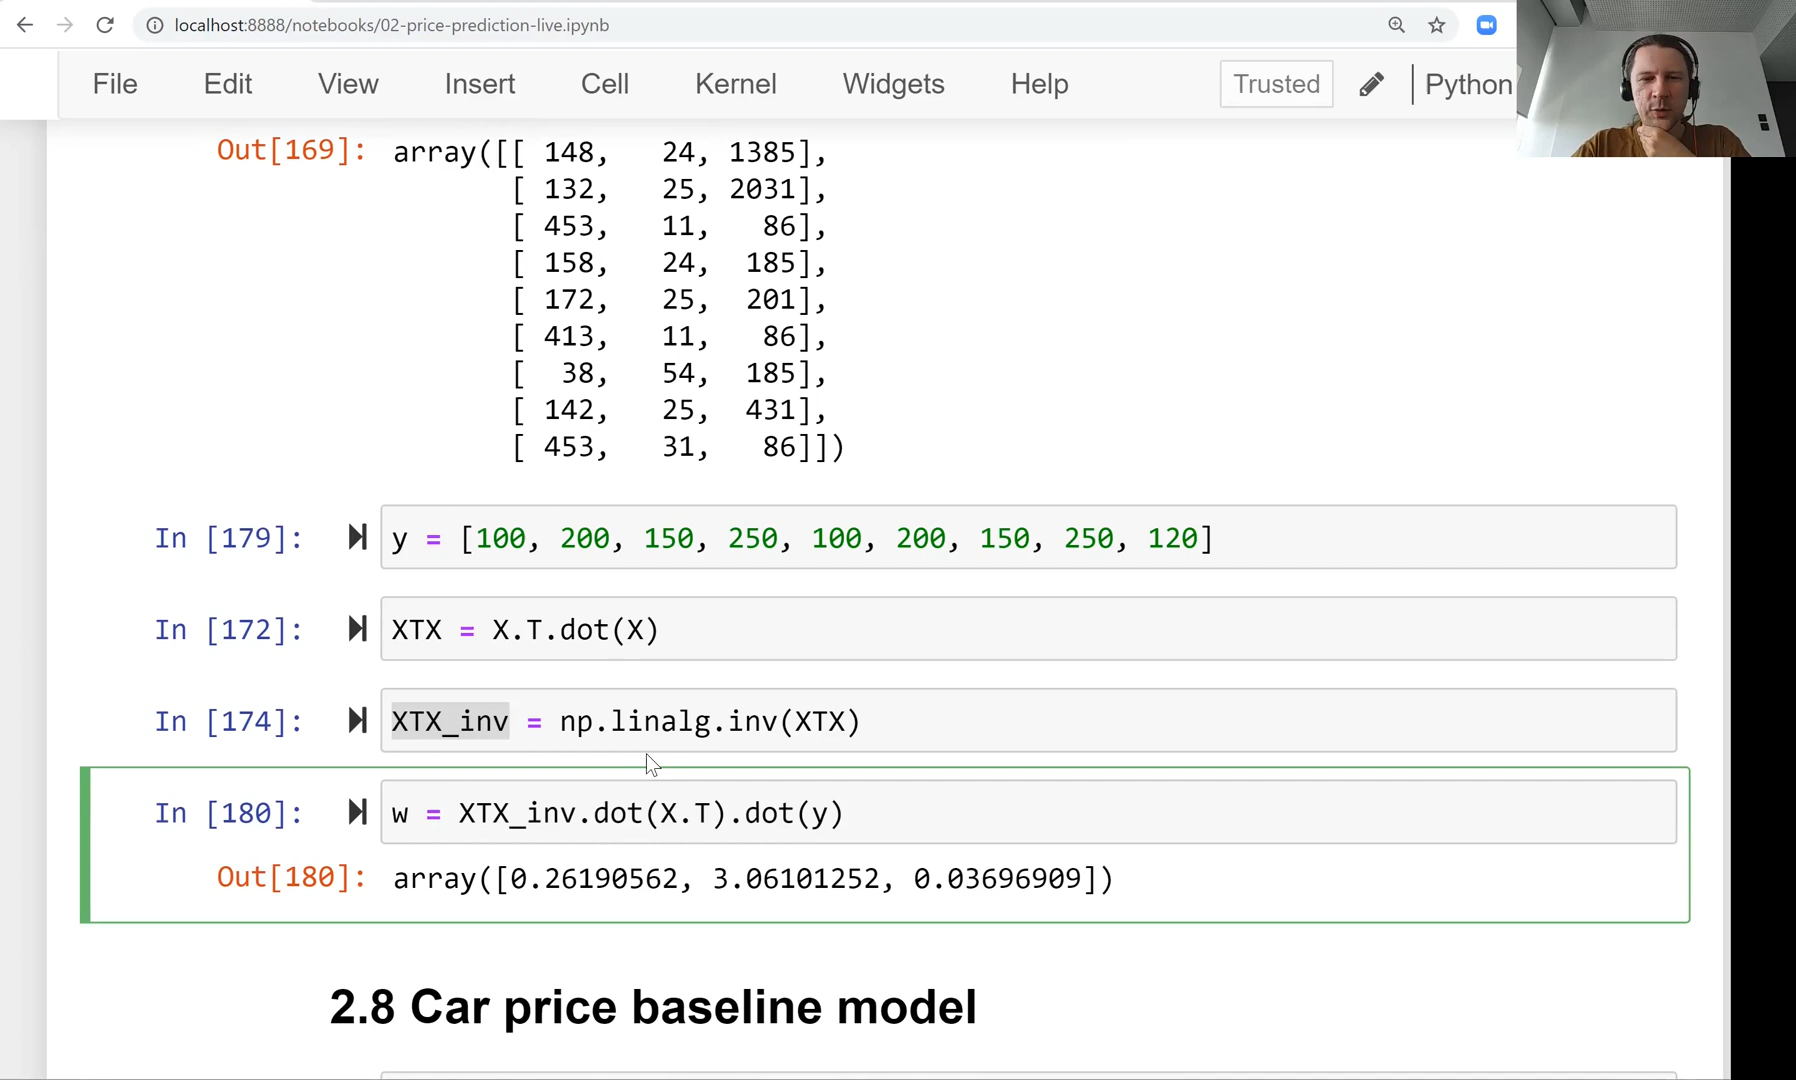 localhost:8888/notebooks/02-price-prediction-live.ipynb
File Edit View Insert Cell Kernel Widgets Help Trusted Python
Out[169]: array([[ 148, 24, 1385],
[ 132, 25, 2031],
[ 453, 11, 86],
[ 158, 24, 185],
[ 172, 25, 201],
[ 413, 11, 86],
[ 38, 54, 185],
[ 142, 25, 431],
[ 453, 31, 86]])
In [179]: y = [100, 200, 150, 250, 100, 200, 150, 250, 120]
In [172]: XTX = X.T.dot(X)
In [174]: XTX_inv = np.linalg.inv(XTX)
In [180]: w = XTX_inv.dot(X.T).dot(y)
Out[180]: array([0.26190562, 3.06101252, 0.03696909])
2.8 Car price baseline model